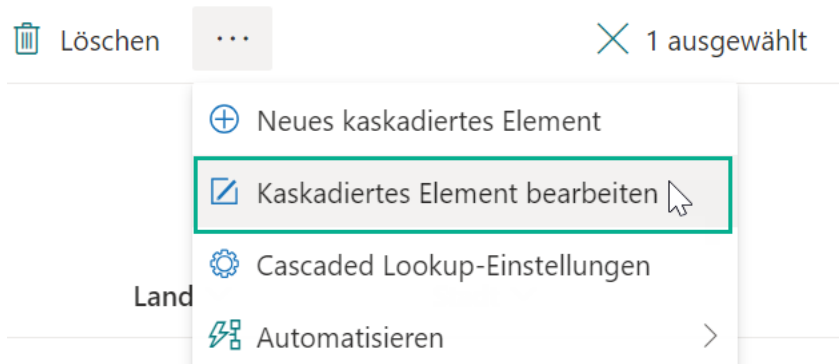 Löschen ... 1 ausgewählt
Neues kaskadiertes Element
Kaskadiertes Element bearbeiten
Cascaded Lookup-Einstellungen
Land
Automatisieren